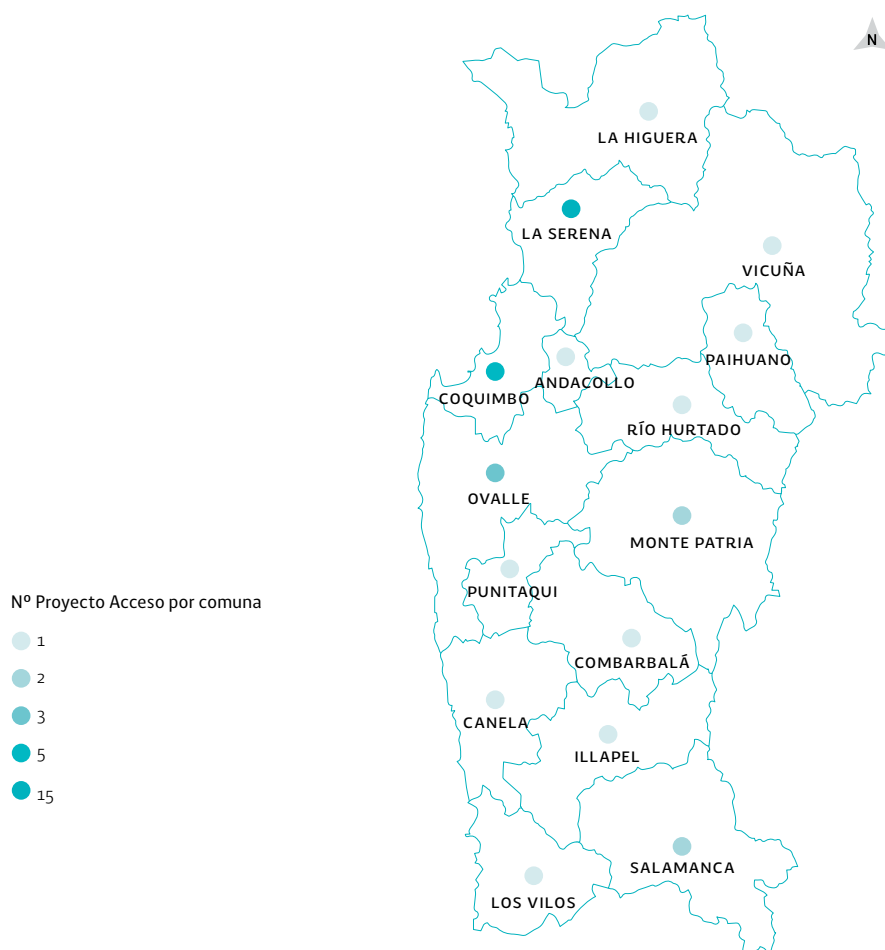 N
LA HIGUERA
LA SERENA
VICUÑA
PAIHUANO
ANDACOLLO
COQUIMBO
RÍO HURTADO
OVALLE
MONTE PATRIA
PUNITAQUI
COMBARBALÁ
CANELA
ILLAPEL
SALAMANCA
LOS VILOS
Nº Proyecto Acceso por comuna
1
2
3
5
15